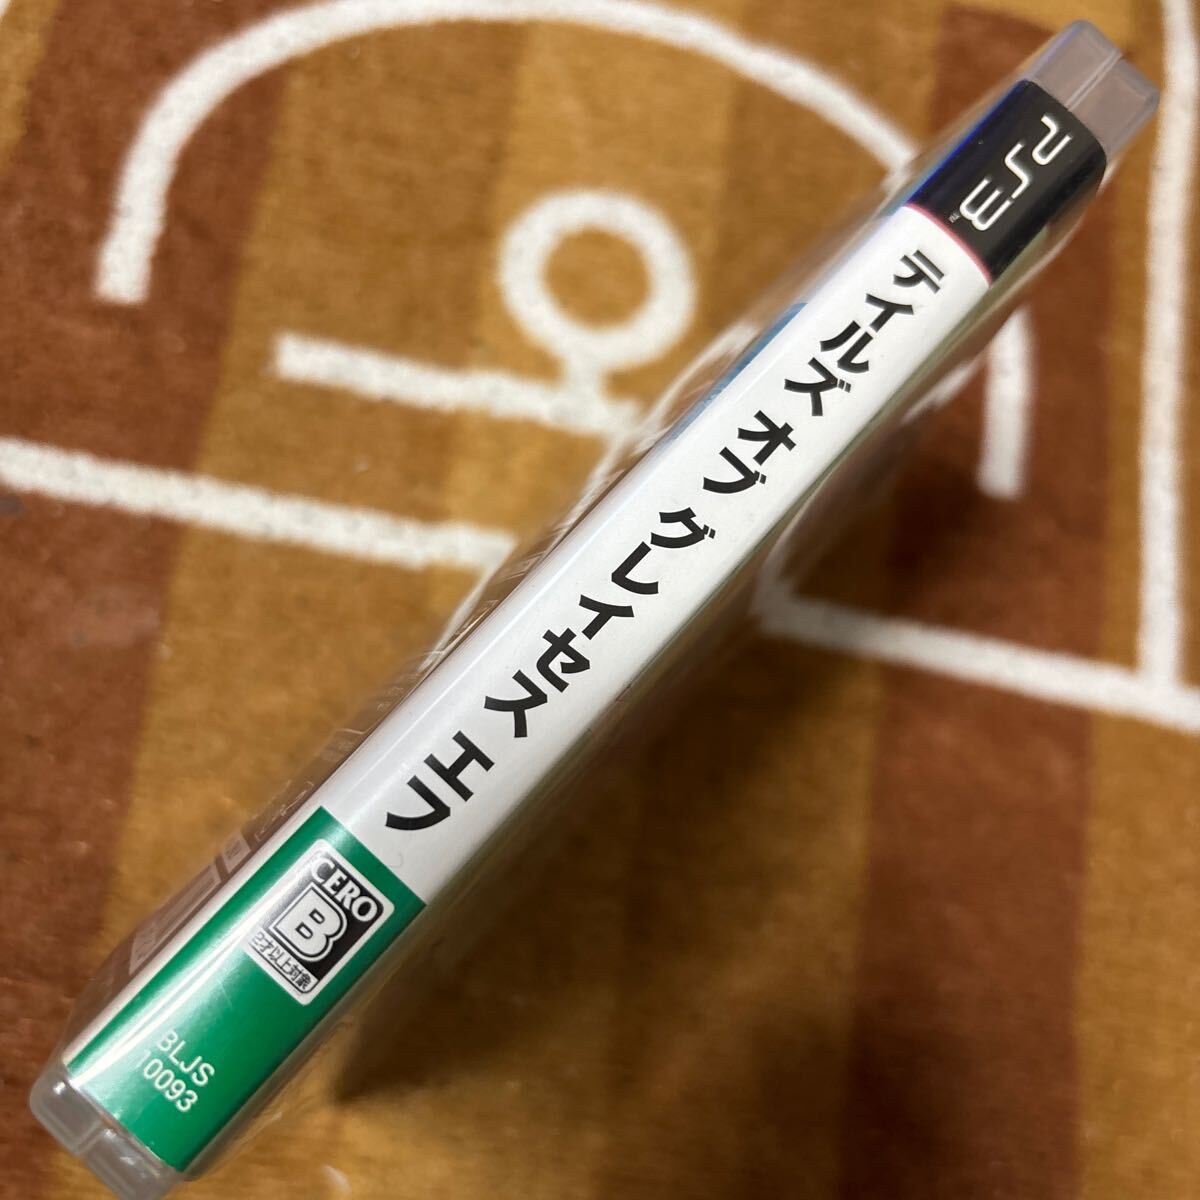 PS3
™
テイルズ オブ グレイセス エフ
CERO
B
12才以上対象
BLJS
10093